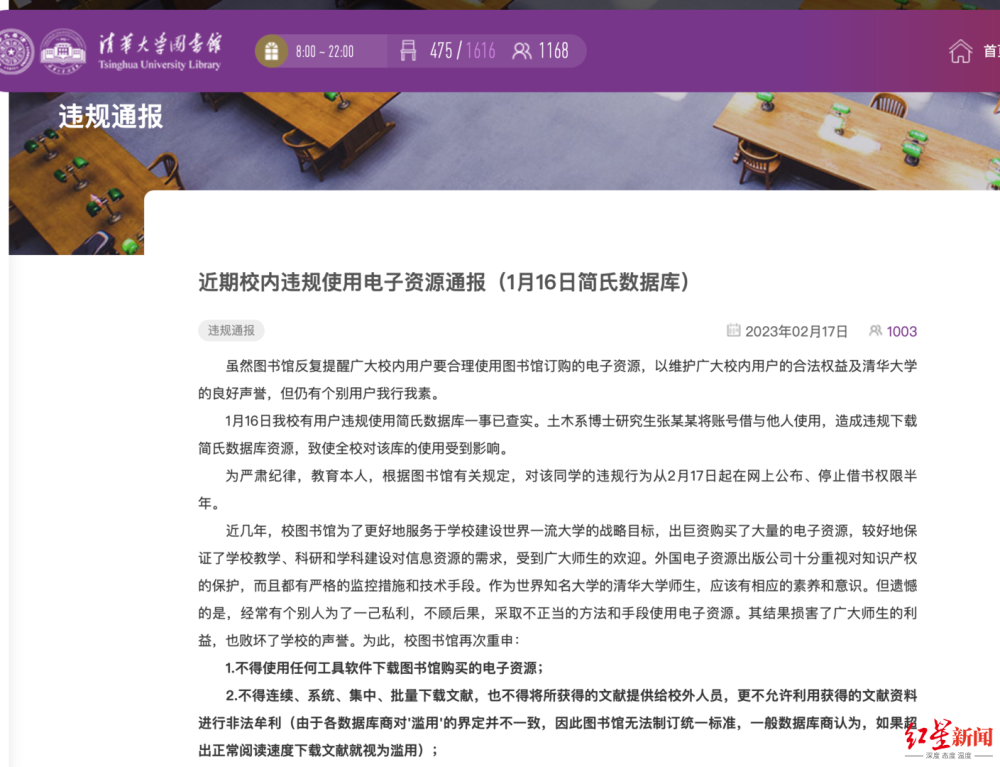 清华大学图书馆
Tsinghua University Library
8:00 – 22:00
475/1616
1168
首页
违规通报
近期校内违规使用电子资源通报（1月16日简氏数据库）
违规通报
2023年02月17日
1003
虽然图书馆反复提醒广大校内用户要合理使用图书馆订购的电子资源，以维护广大校内用户的合法权益及清华大学
的良好声誉，但仍有个别用户我行我素。
1月16日我校有用户违规使用简氏数据库一事已查实。土木系博士研究生张某某将账号借与他人使用，造成违规下载
简氏数据库资源，致使全校对该库的使用受到影响。
为严肃纪律，教育本人，根据图书馆有关规定，对该同学的违规行为从2月17日起在网上公布、停止借书权限半
年。
近几年，校图书馆为了更好地服务于学校建设世界一流大学的战略目标，出巨资购买了大量的电子资源，较好地保
证了学校教学、科研和学科建设对信息资源的需求，受到广大师生的欢迎。外国电子资源出版公司十分重视对知识产权
的保护，而且都有严格的监控措施和技术手段。作为世界知名大学的清华大学师生，应该有相应的素养和意识。但遗憾
的是，经常有个别人为了一己私利，不顾后果，采取不正当的方法和手段使用电子资源。其结果损害了广大师生的利
益，也败坏了学校的声誉。为此，校图书馆再次重申：
1.不得使用任何工具软件下载图书馆购买的电子资源；
2.不得连续、系统、集中、批量下载文献，也不得将所获得的文献提供给校外人员，更不允许利用获得的文献资料
进行非法牟利（由于各数据库商对'滥用'的界定并不一致，因此图书馆无法制订统一标准，一般数据库商认为，如果超
出正常阅读速度下载文献就视为滥用）；
红星新闻
深度 态度 温度